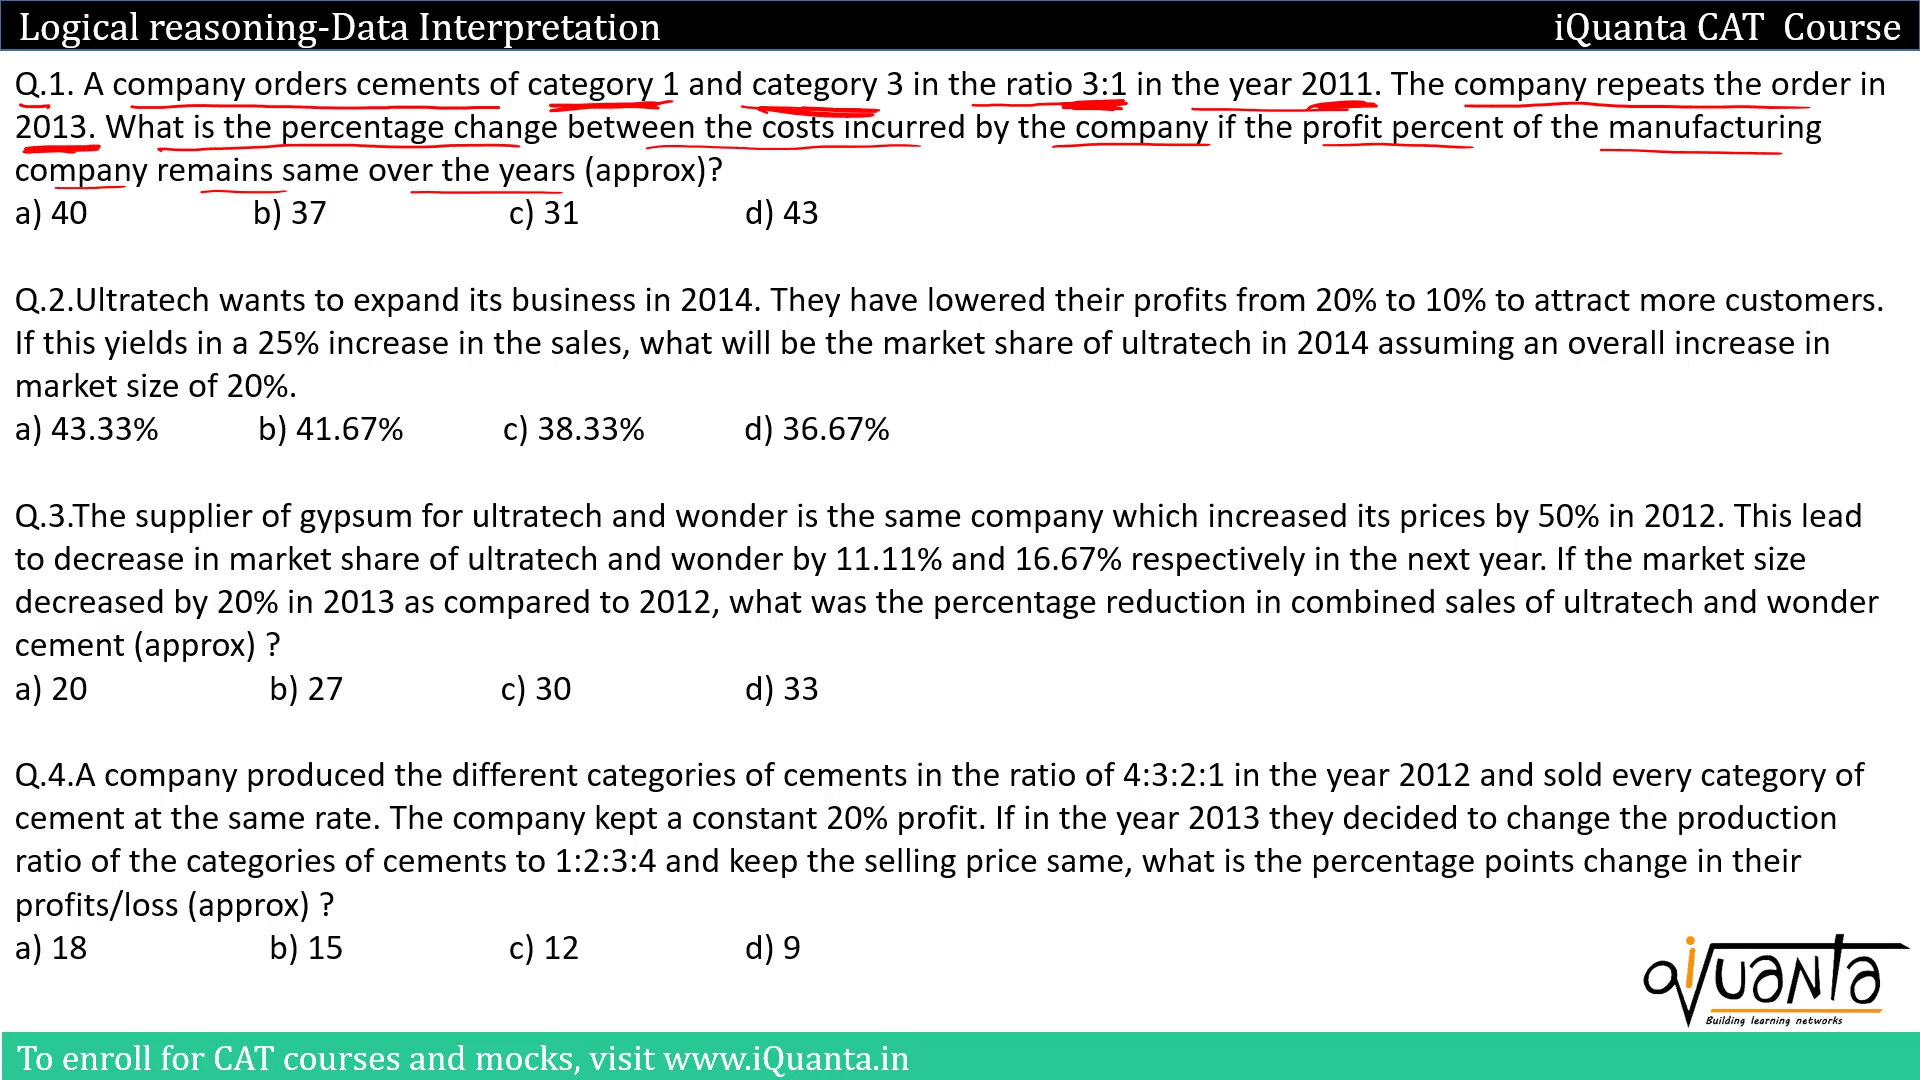 Logical reasoning-Data Interpretation
iQuanta CAT Course
Q.1. A company orders cements of category 1 and category 3 in the ratio 3:1 in the year 2011. The company repeats the order in
2013. What is the percentage change between the costs incurred by the company if the profit percent of the manufacturing
company remains same over the years (approx)?
a) 40 b) 37 c) 31 d) 43
Q.2.Ultratech wants to expand its business in 2014. They have lowered their profits from 20% to 10% to attract more customers.
If this yields in a 25% increase in the sales, what will be the market share of ultratech in 2014 assuming an overall increase in
market size of 20%.
a) 43.33% b) 41.67% c) 38.33% d) 36.67%
Q.3.The supplier of gypsum for ultratech and wonder is the same company which increased its prices by 50% in 2012. This lead
to decrease in market share of ultratech and wonder by 11.11% and 16.67% respectively in the next year. If the market size
decreased by 20% in 2013 as compared to 2012, what was the percentage reduction in combined sales of ultratech and wonder
cement (approx) ?
a) 20 b) 27 c) 30 d) 33
Q.4.A company produced the different categories of cements in the ratio of 4:3:2:1 in the year 2012 and sold every category of
cement at the same rate. The company kept a constant 20% profit. If in the year 2013 they decided to change the production
ratio of the categories of cements to 1:2:3:4 and keep the selling price same, what is the percentage points change in their
profits/loss (approx) ?
a) 18 b) 15 c) 12 d) 9
iQuanta
Building learning networks
To enroll for CAT courses and mocks, visit www.iQuanta.in